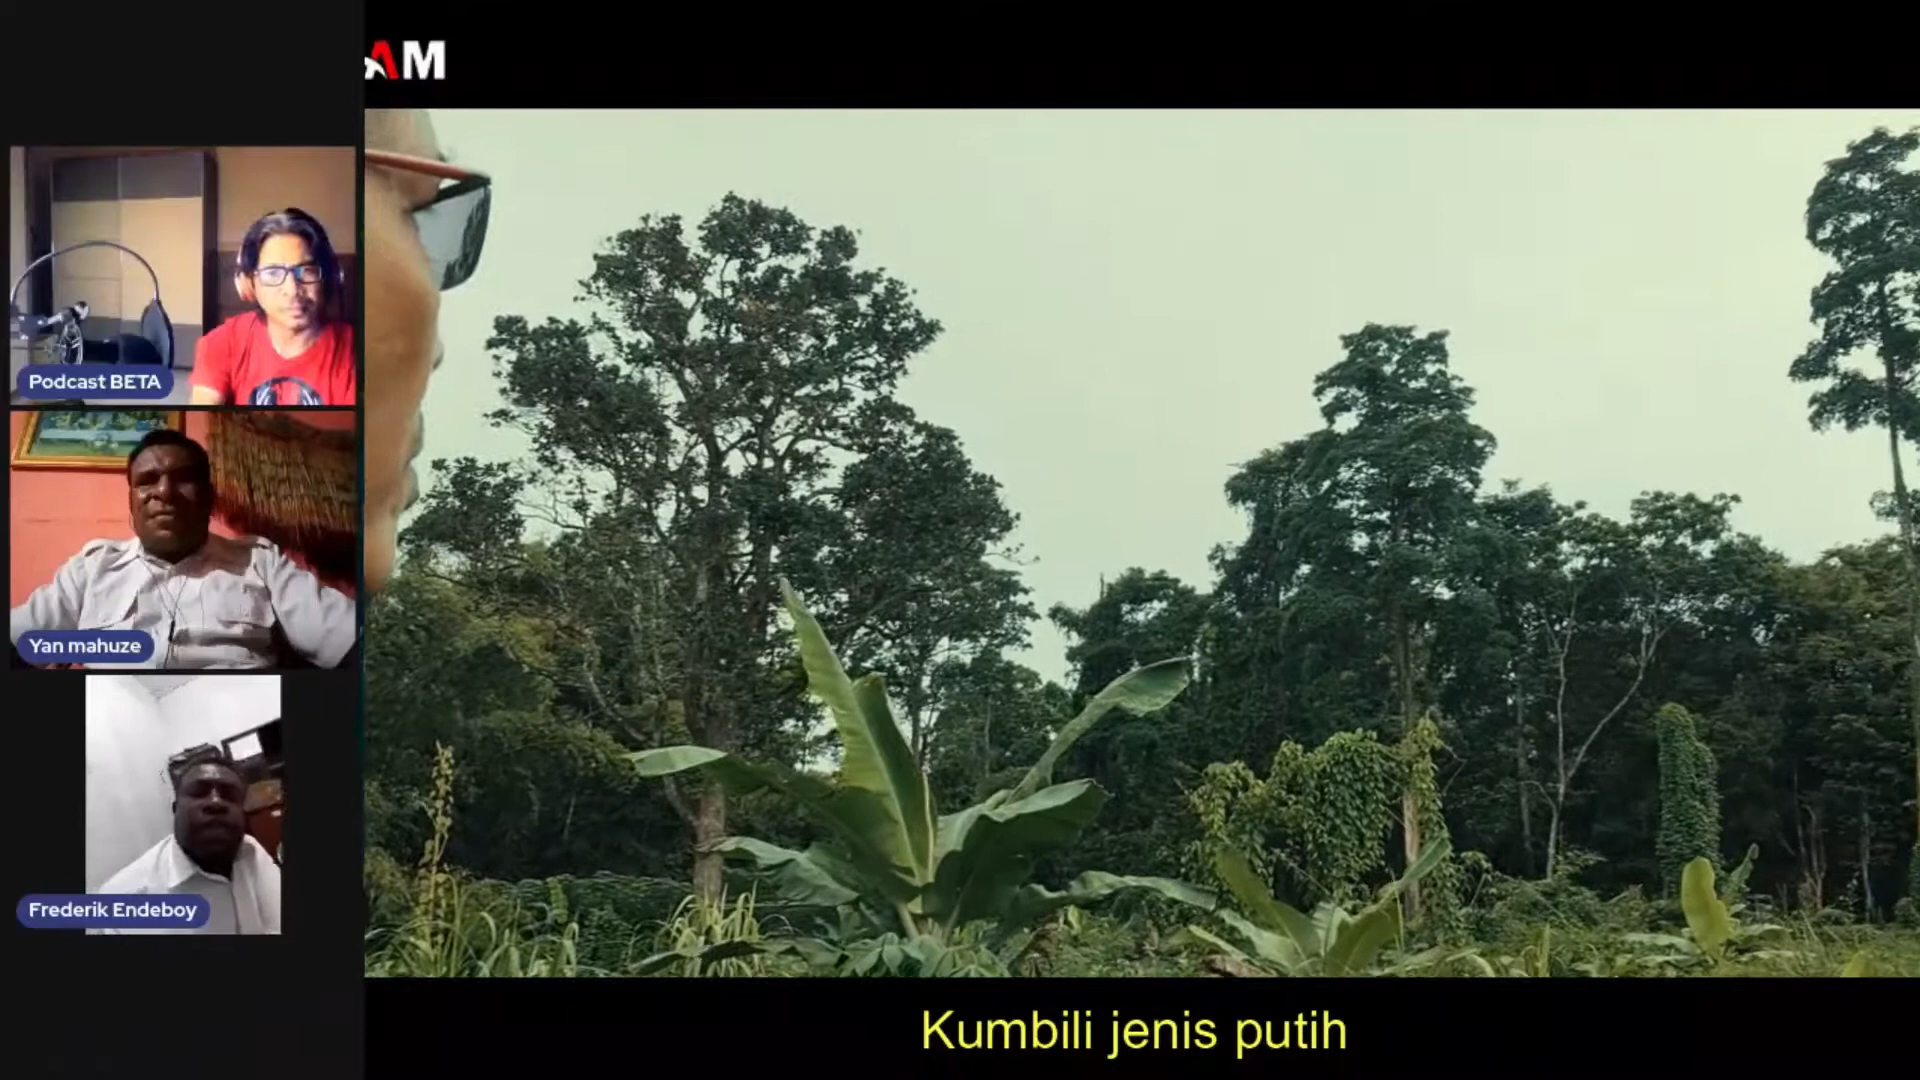 AM
Podcast BETA
Yan mahuze
Frederik Endeboy
Kumbili jenis putih